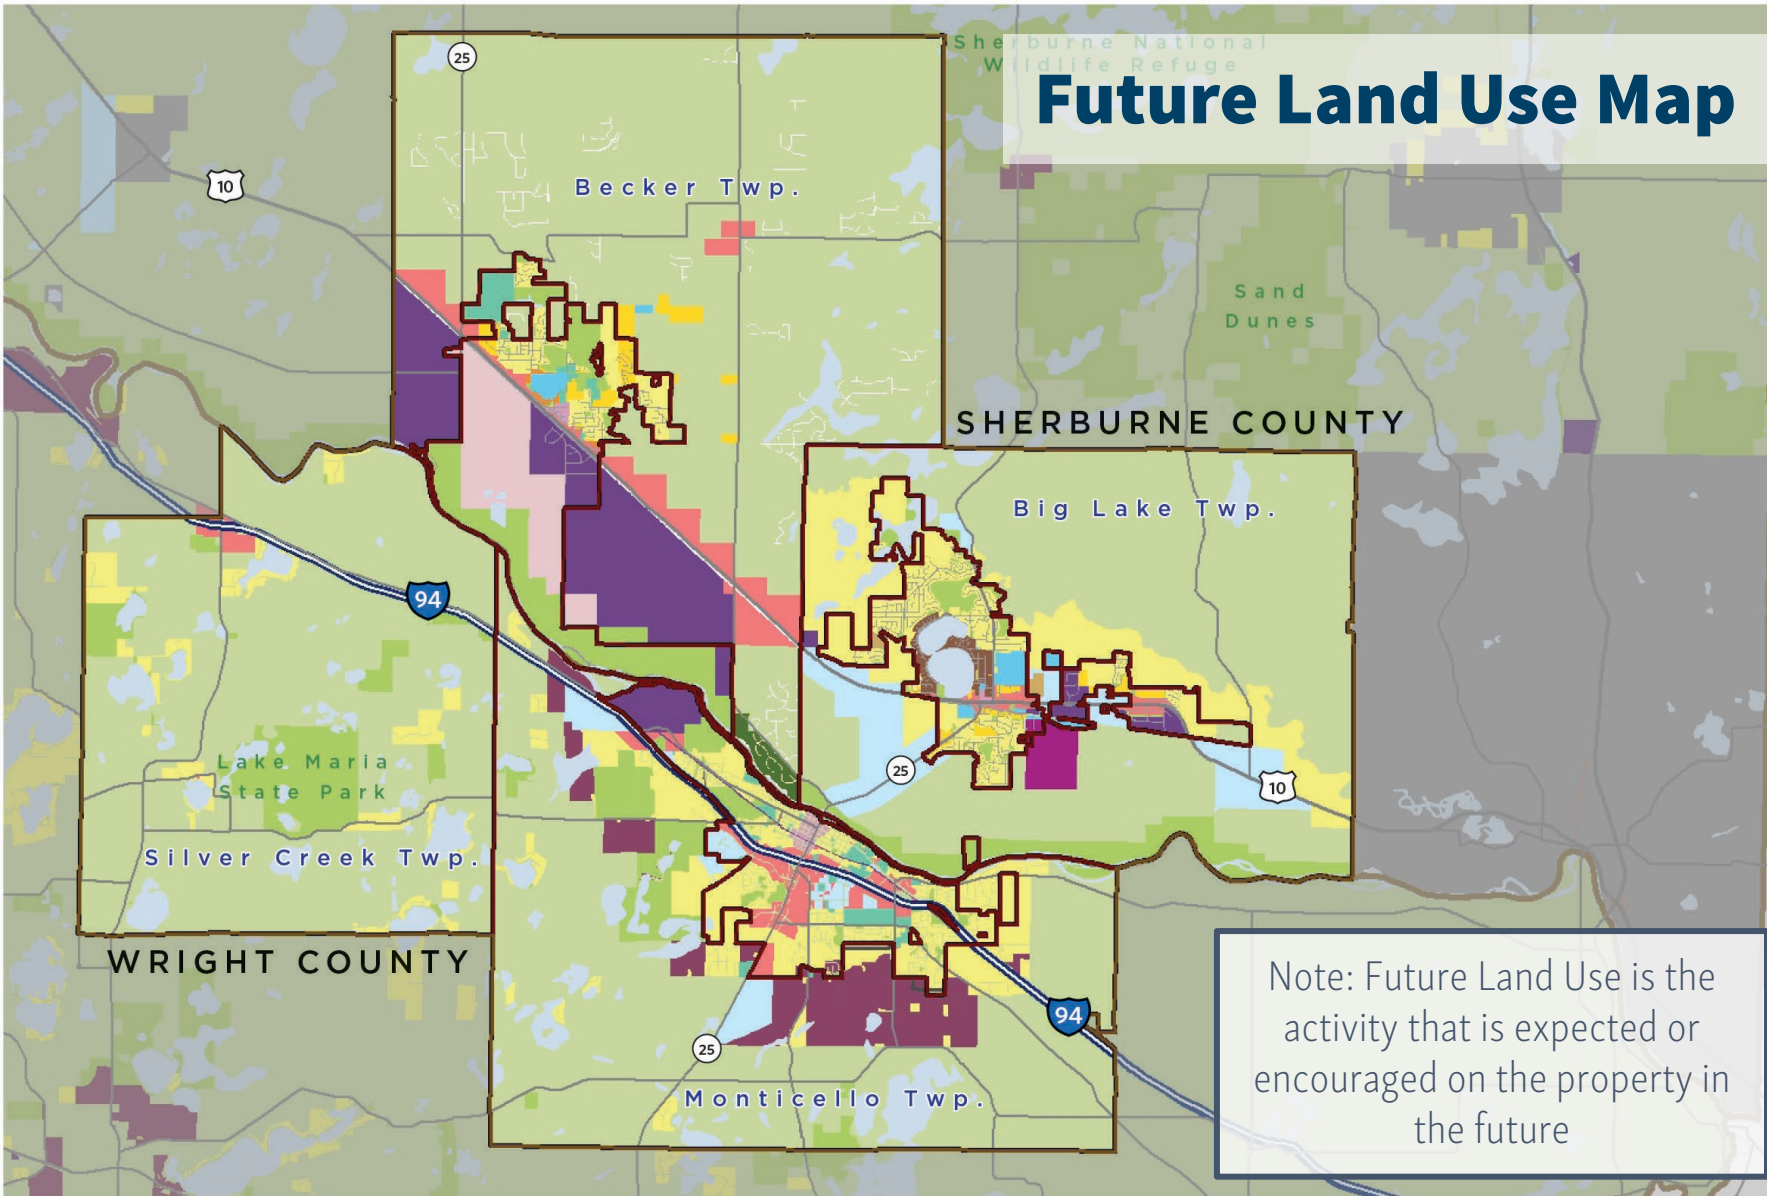 Sherburne National
Wildlife Refuge
Future Land Use Map
25
10
Becker Twp.
Sand
Dunes
SHERBURNE COUNTY
Big Lake Twp.
94
Lake Maria
State Park
25
10
Silver Creek Twp.
WRIGHT COUNTY
94
25
Monticello Twp.
Note: Future Land Use is the
activity that is expected or
encouraged on the property in
the future